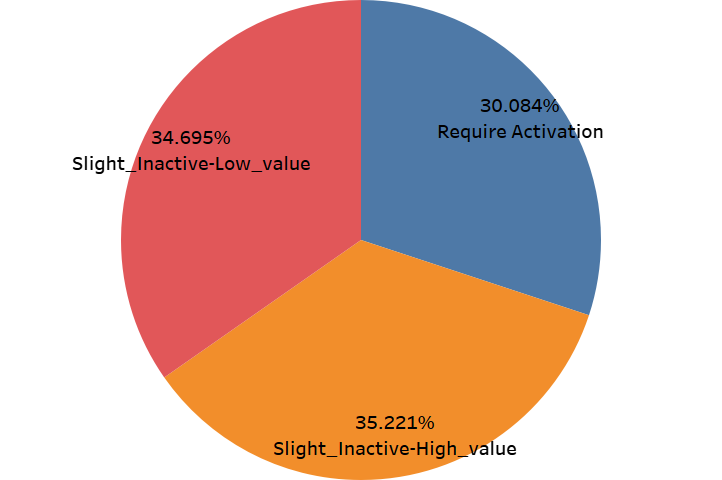 30.084%
Require Activation
34.695%
Slight_Inactive-Low_value
35.221%
Slight_Inactive-High_value